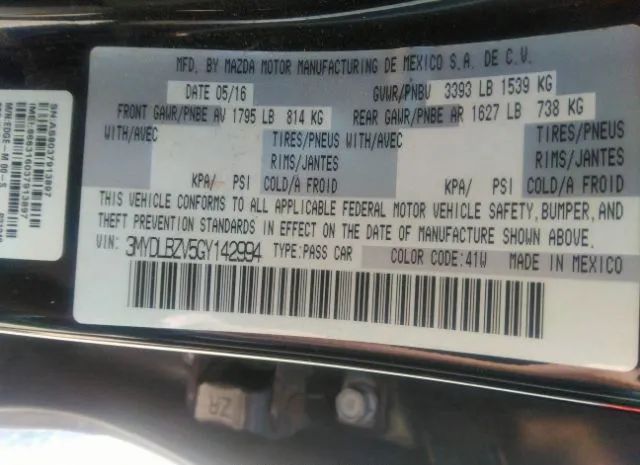 MFD. BY MAZDA MOTOR MANUFACTURING DE MEXICO S.A. DE C.V.
DATE 05/16 GVWR/PNBV 3393 LB 1539 KG
FRONT GAWR/PNBE AV 1795 LB 814 KG REAR GAWR/PNBE AR 1627 LB 738 KG
WITH/AVEC TIRES/PNEUS WITH/AVEC TIRES/PNEUS
RIMS/JANTES RIMS/JANTES
KPA/ PSI COLD/A FROID KPA/ PSI COLD/A FROID
THIS VEHICLE CONFORMS TO ALL APPLICABLE FEDERAL MOTOR VEHICLE SAFETY, BUMPER, AND
THEFT PREVENTION STANDARDS IN EFFECT ON THE DATE OF MANUFACTURE SHOWN ABOVE.
VIN: 3MYDLBZV5GY142994 TYPE:PASS CAR COLOR CODE:41W MADE IN MEXICO
ZA